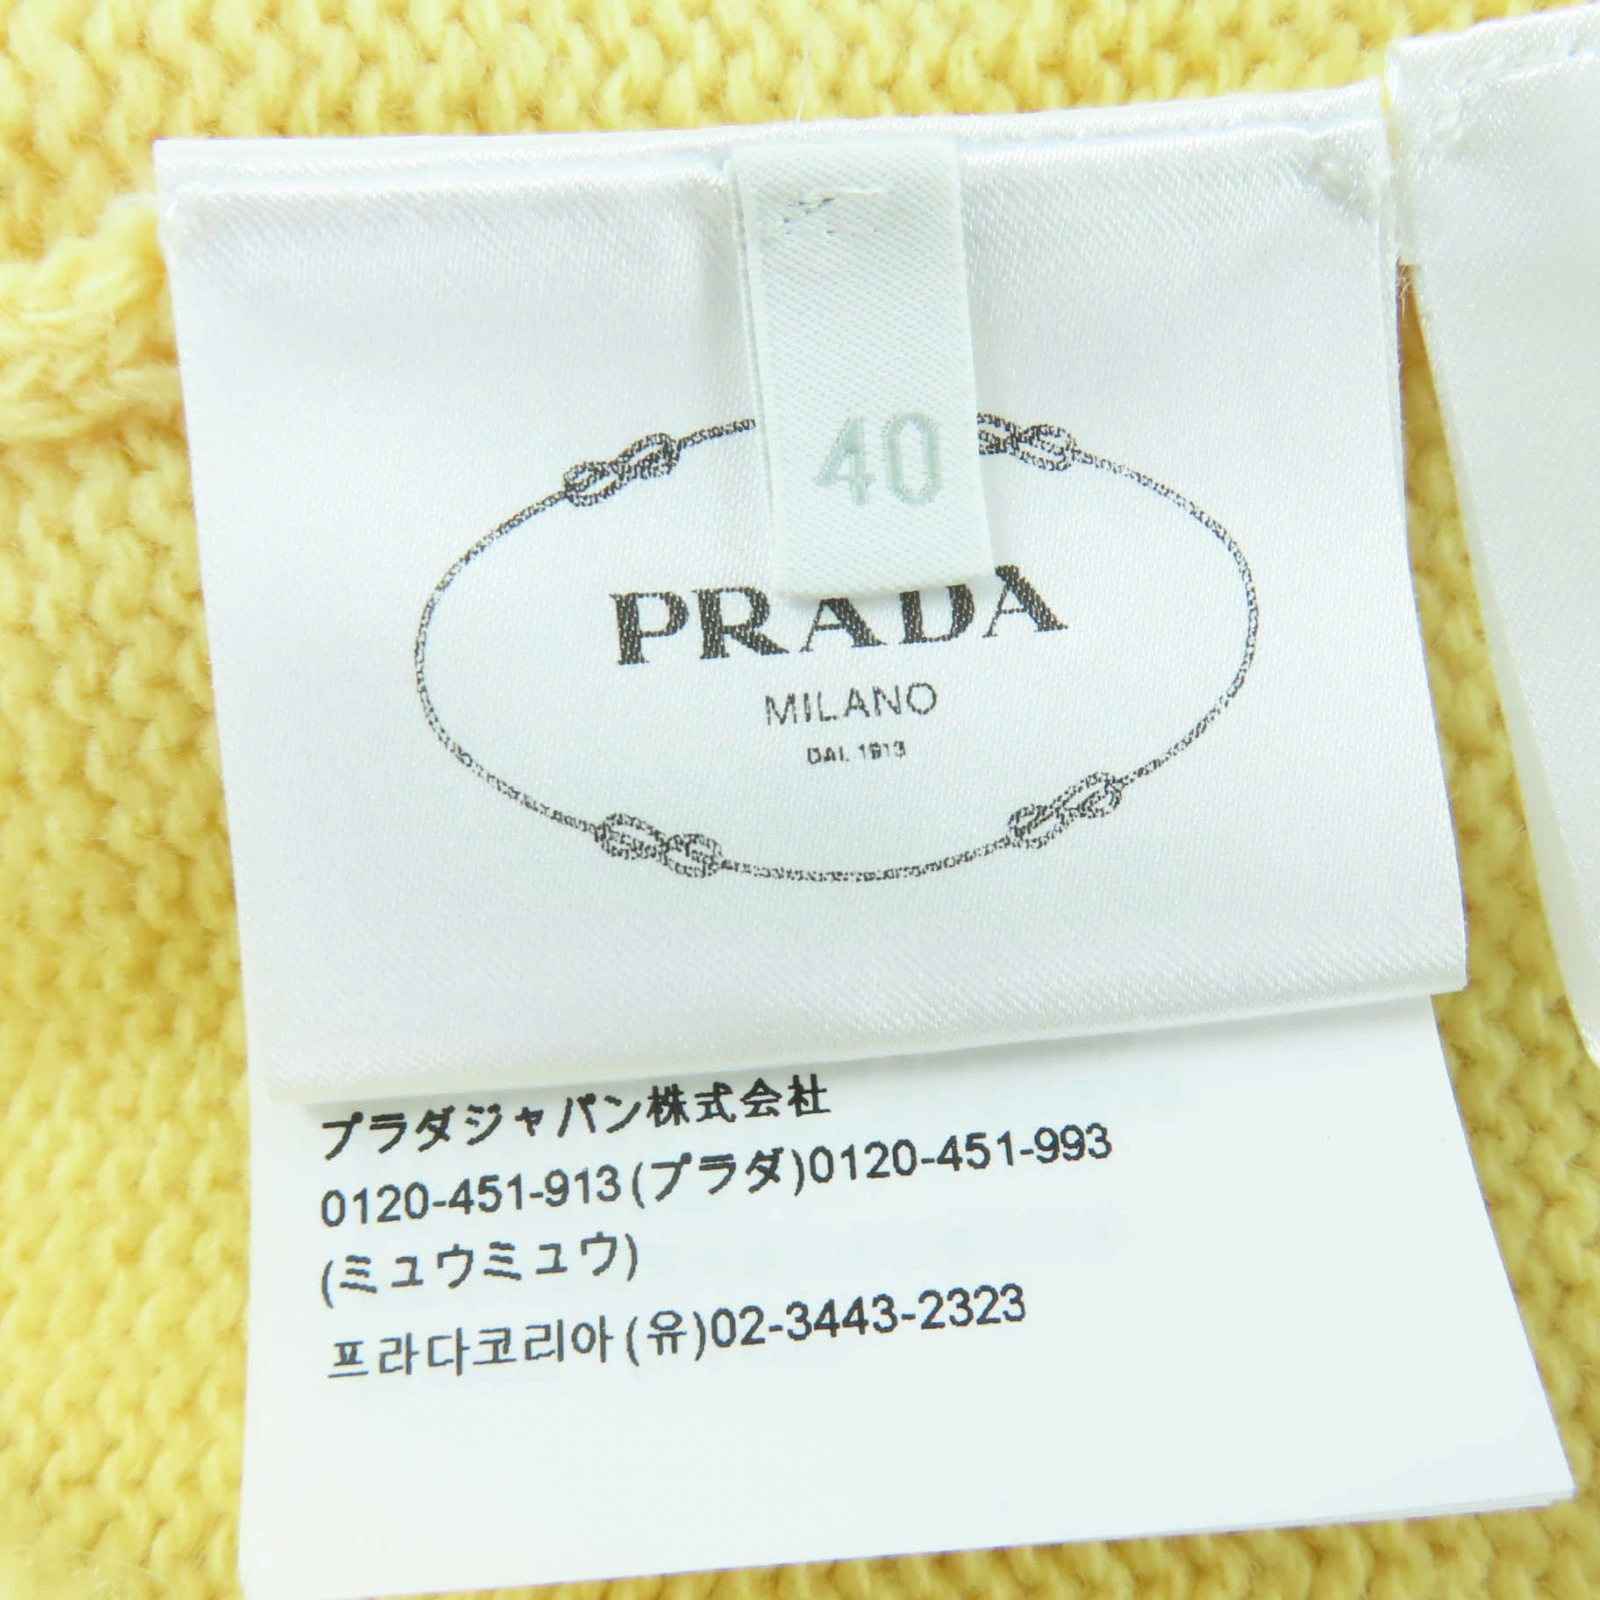 40
PRADA
MILANO
DAL 1913
プラダジャパン株式会社
0120-451-913(プラダ)0120-451-993
(ミュウミュウ)
프라다코리아(유)02-3443-2323